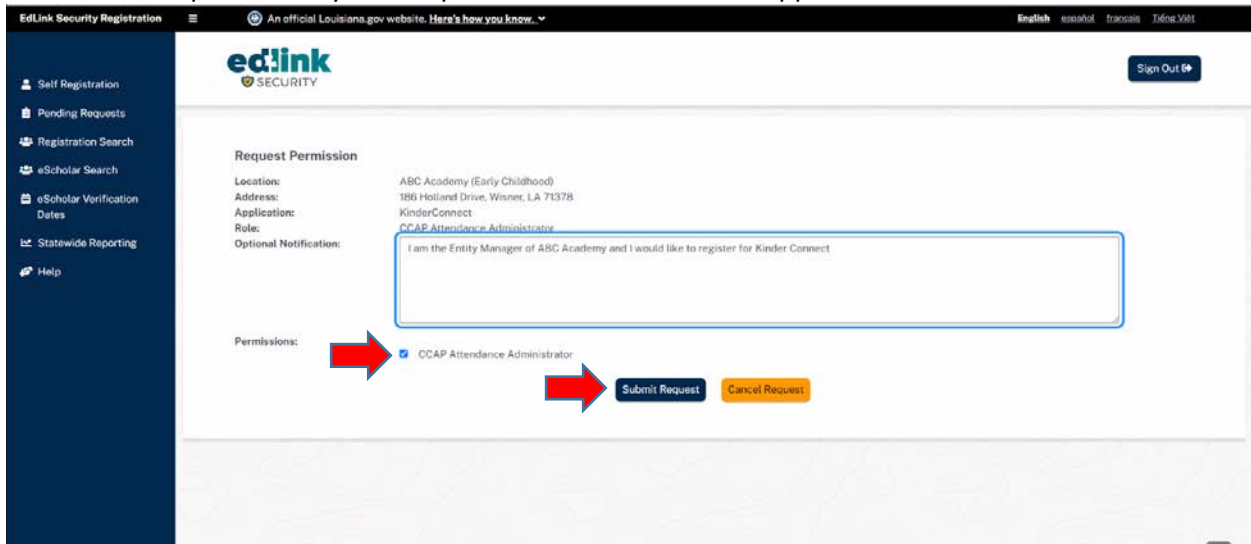 EdLink Security Registration
An official Louisiana.gov website. Here's how you know.
English español français Tiếng Việt
edlink
SECURITY
Sign Out
Self Registration
Pending Requests
Registration Search
eScholar Search
eScholar Verification
Dates
Statewide Reporting
Help
Request Permission
Location: ABC Academy (Early Childhood)
Address: 186 Holland Drive, Wisner, LA 71378
Application: KinderConnect
Role: CCAP Attendance Administrator
Optional Notification: I am the Entity Manager of ABC Academy and I would like to register for Kinder Connect
Permissions:
CCAP Attendance Administrator
Submit Request Cancel Request